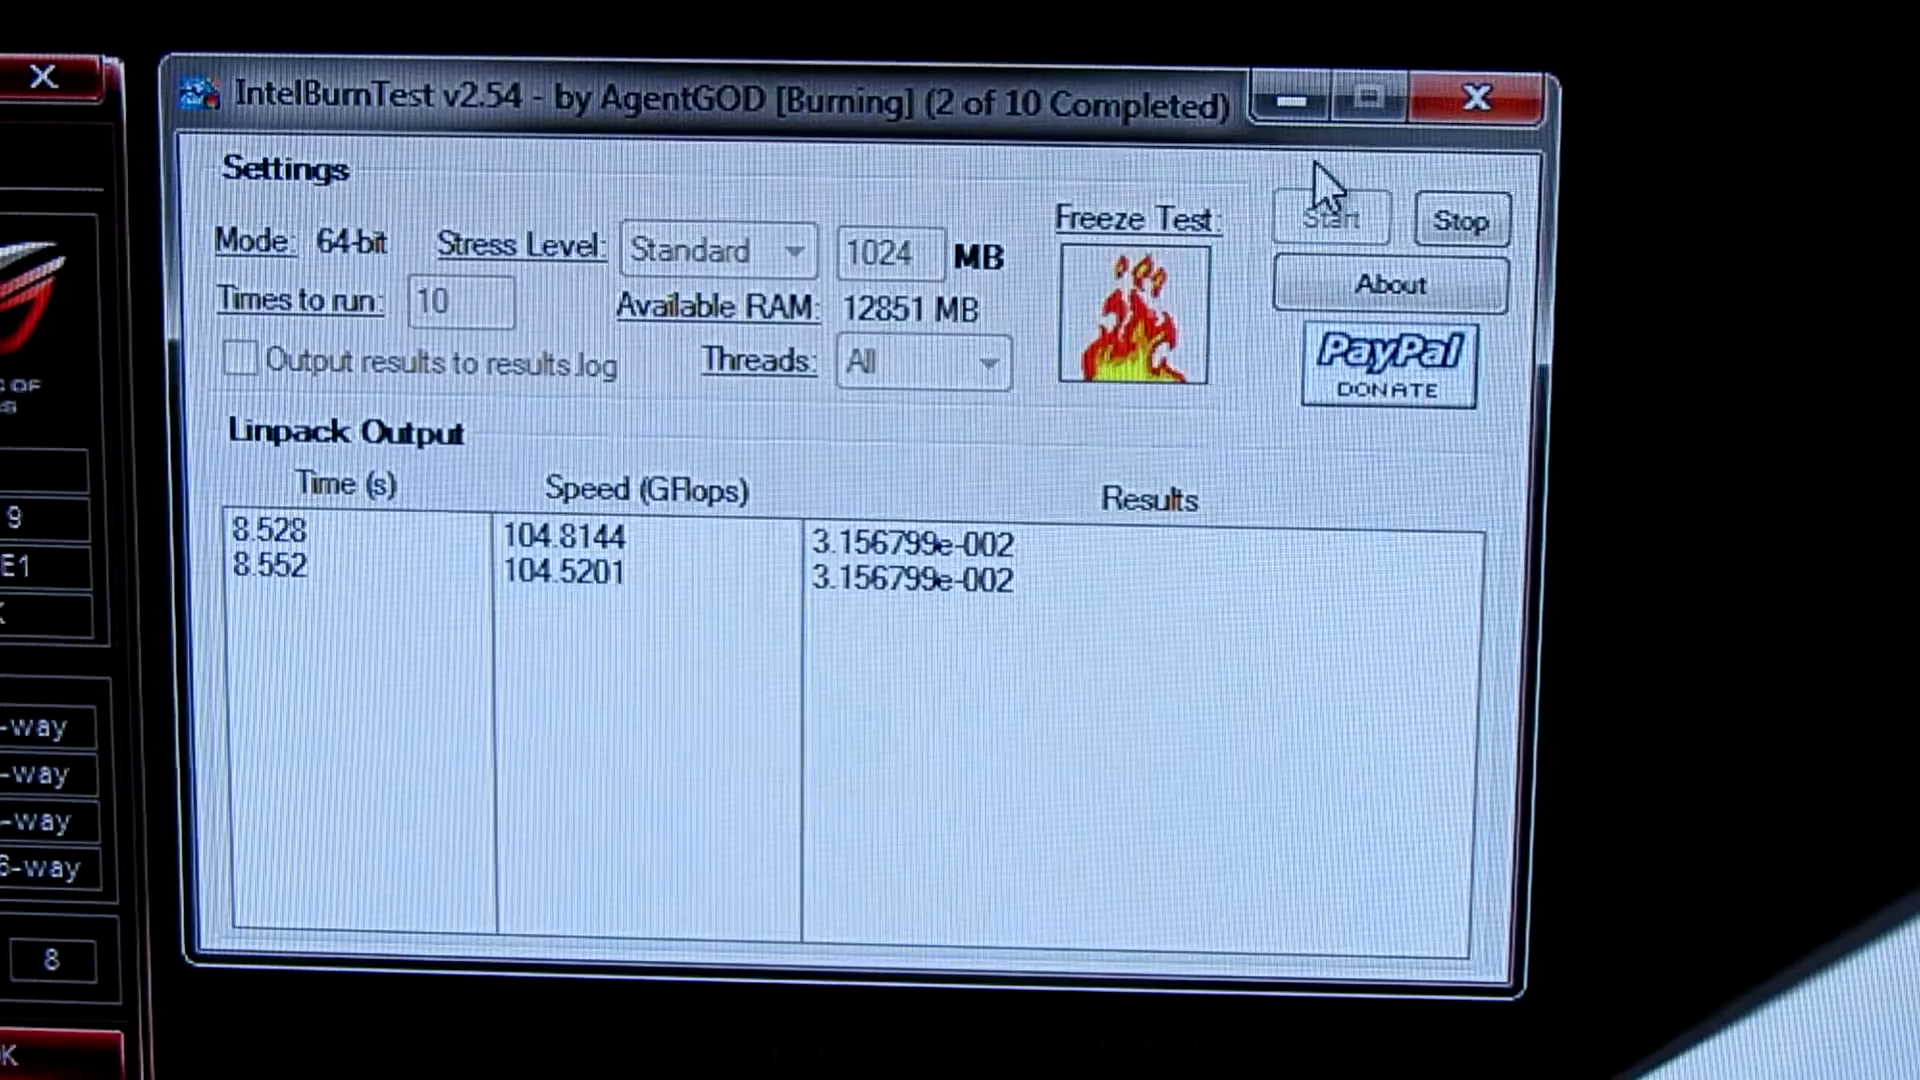 X
IntelBurnTest v2.54 - by AgentGOD [Burning] (2 of 10 Completed)
X
Settings
Mode: 64-bit
Stress Level: Standard 1024 MB
Freeze Test:
Start
Stop
Times to run: 10
Available RAM: 12851 MB
About
Output results to results.log
Threads: All
PayPal
DONATE
Linpack Output
Time (s) Speed (GFlops) Results
8.528 104.8144 3.156799e-002
8.552 104.5201 3.156799e-002
OF
9
E1
-way
-way
-way
6-way
8
K